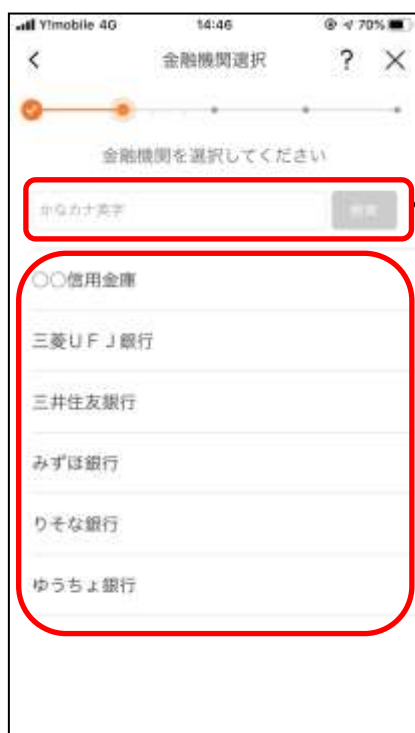 Y!mobile 4G 14:46 70%
金融機関選択 ?
金融機関を選択してください
かなカナ英字 検索
○○信用金庫
三菱UFJ銀行
三井住友銀行
みずほ銀行
りそな銀行
ゆうちょ銀行